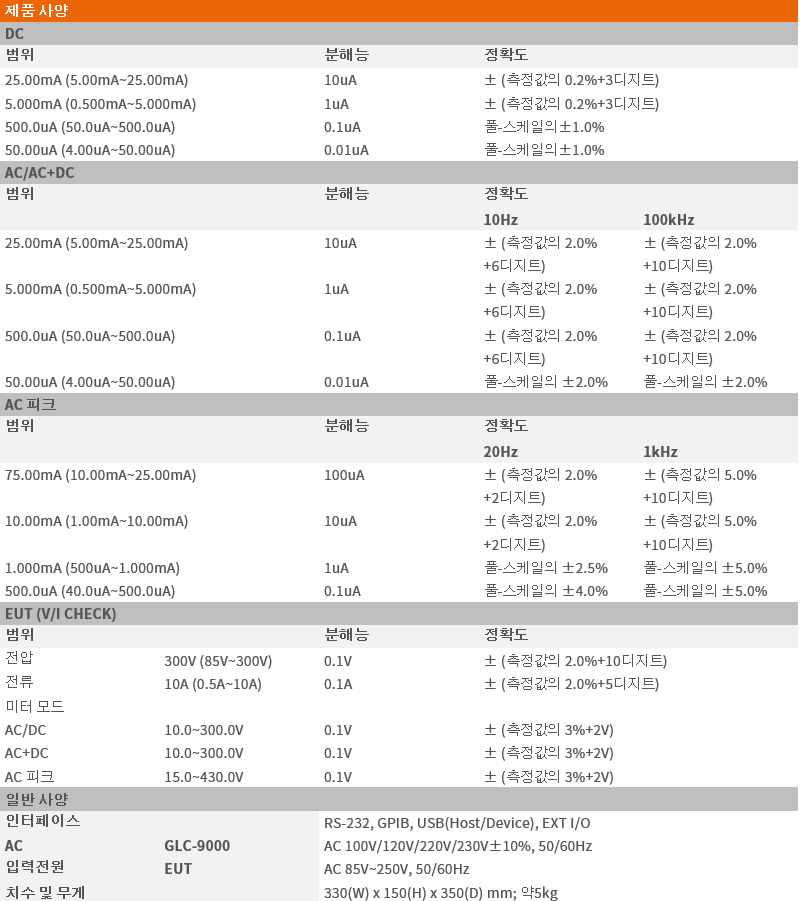 제품 사양
DC
범위 분해능 정확도
25.00mA (5.00mA~25.00mA) 10uA ± (측정값의 0.2%+3디지트)
5.000mA (0.500mA~5.000mA) 1uA ± (측정값의 0.2%+3디지트)
500.0uA (50.0uA~500.0uA) 0.1uA 풀-스케일의±1.0%
50.00uA (4.00uA~50.00uA) 0.01uA 풀-스케일의±1.0%
AC/AC+DC
범위 분해능 정확도
10Hz 100kHz
25.00mA (5.00mA~25.00mA) 10uA ± (측정값의 2.0% ± (측정값의 2.0%
+6디지트) +10디지트)
5.000mA (0.500mA~5.000mA) 1uA ± (측정값의 2.0% ± (측정값의 2.0%
+6디지트) +10디지트)
500.0uA (50.0uA~500.0uA) 0.1uA ± (측정값의 2.0% ± (측정값의 2.0%
+6디지트) +10디지트)
50.00uA (4.00uA~50.00uA) 0.01uA 풀-스케일의 ±2.0% 풀-스케일의 ±2.0%
AC 피크
범위 분해능 정확도
20Hz 1kHz
75.00mA (10.00mA~25.00mA) 100uA ± (측정값의 2.0% ± (측정값의 5.0%
+2디지트) +10디지트)
10.00mA (1.00mA~10.00mA) 10uA ± (측정값의 2.0% ± (측정값의 5.0%
+2디지트) +10디지트)
1.000mA (500uA~1.000mA) 1uA 풀-스케일의 ±2.5% 풀-스케일의 ±5.0%
500.0uA (40.0uA~500.0uA) 0.1uA 풀-스케일의 ±4.0% 풀-스케일의 ±5.0%
EUT (V/I CHECK)
범위 분해능 정확도
전압 300V (85V~300V) 0.1V ± (측정값의 2.0%+10디지트)
전류 10A (0.5A~10A) 0.1A ± (측정값의 2.0%+5디지트)
미터 모드
AC/DC 10.0~300.0V 0.1V ± (측정값의 3%+2V)
AC+DC 10.0~300.0V 0.1V ± (측정값의 3%+2V)
AC 피크 15.0~430.0V 0.1V ± (측정값의 3%+2V)
일반 사양
인터페이스 RS-232, GPIB, USB(Host/Device), EXT I/O
AC GLC-9000 AC 100V/120V/220V/230V±10%, 50/60Hz
입력전원 EUT AC 85V~250V, 50/60Hz
치수 및 무게 330(W) x 150(H) x 350(D) mm; 약5kg